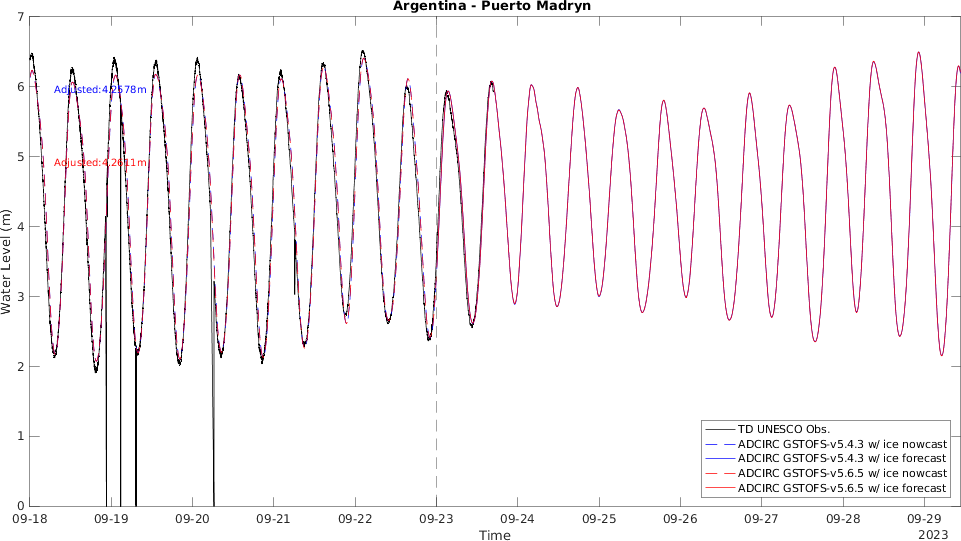 Argentina - Puerto Madryn
7
6
5
4
3
2
1
0
Water Level (m)
Adjusted:4.2578m
Adjusted:4.2611m
TD UNESCO Obs.
ADCIRC GSTOFS-v5.4.3 w/ ice nowcast
ADCIRC GSTOFS-v5.4.3 w/ ice forecast
ADCIRC GSTOFS-v5.6.5 w/ ice nowcast
ADCIRC GSTOFS-v5.6.5 w/ ice forecast
09-18 09-19 09-20 09-21 09-22 09-23 09-24 09-25 09-26 09-27 09-28 09-29
Time
2023